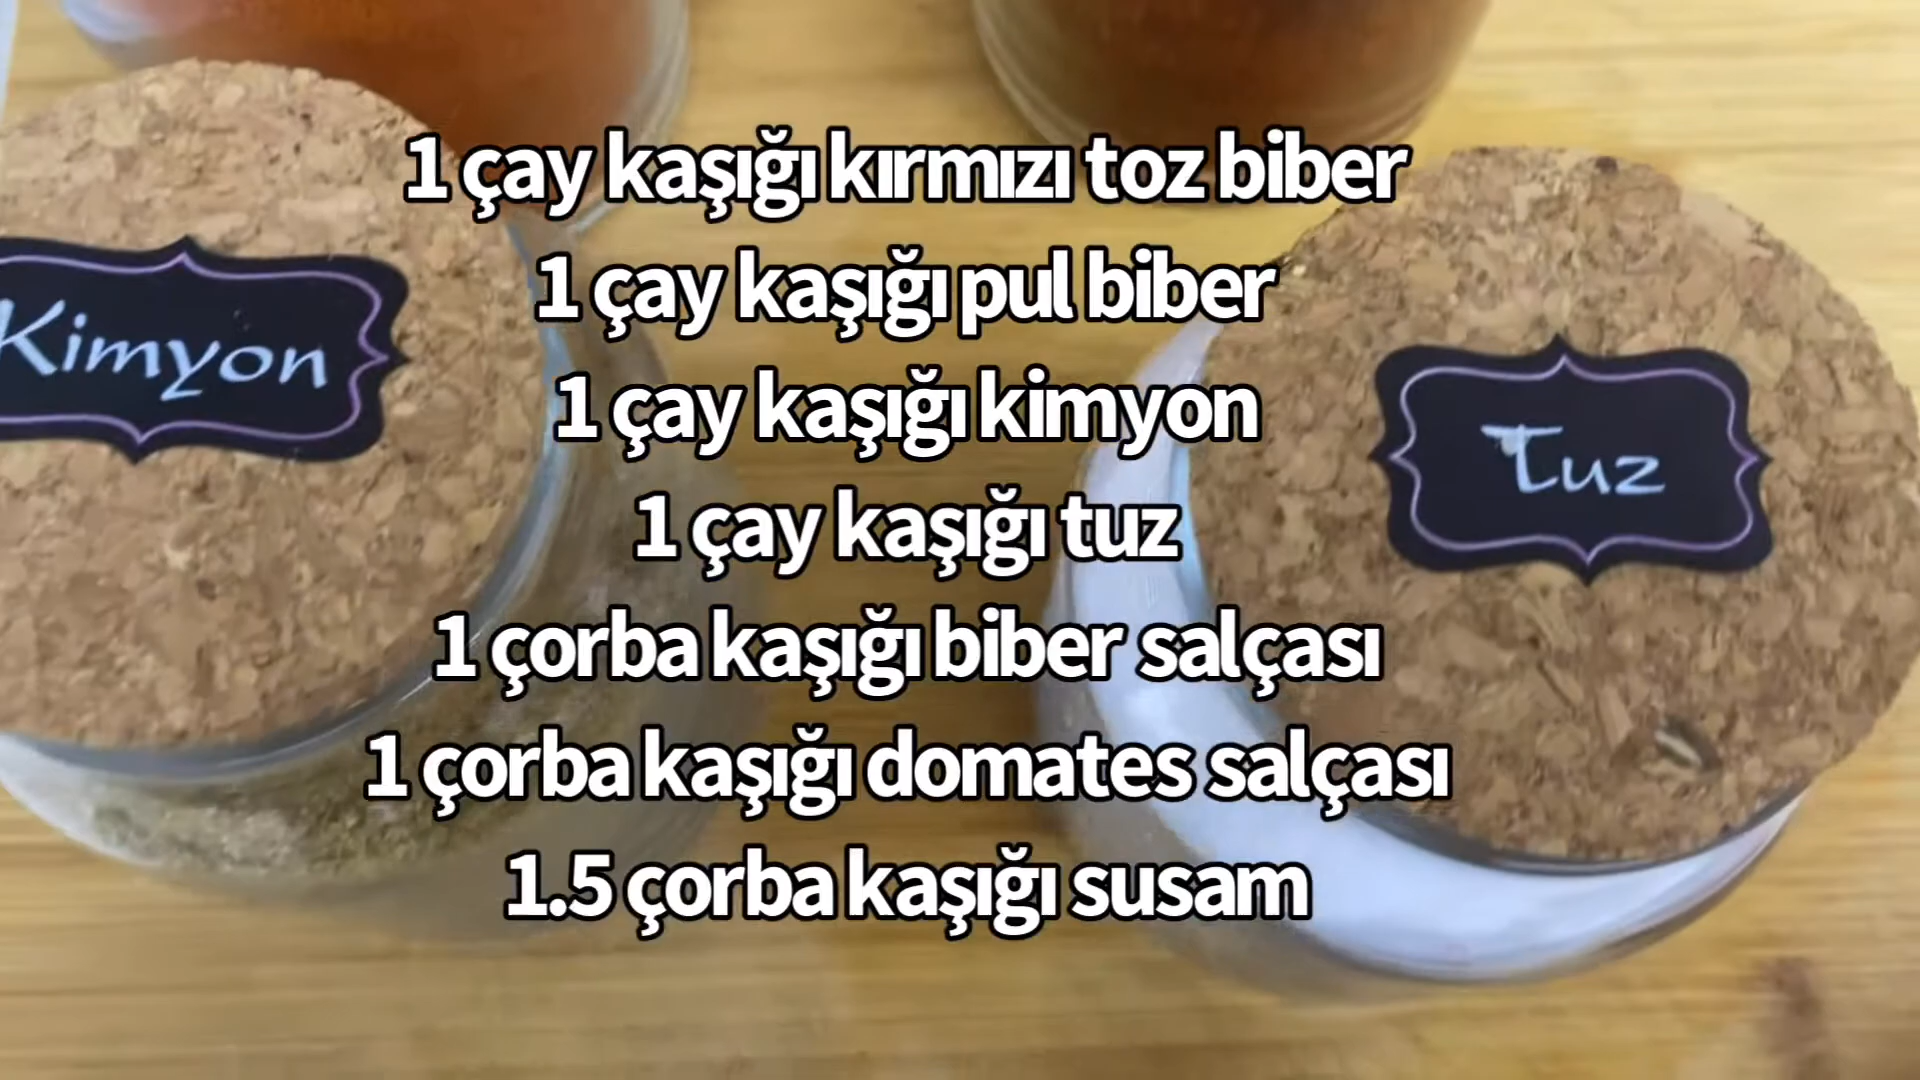 1 çay kaşığı kırmızı toz biber
1 çay kaşığı pul biber
1 çay kaşığı kimyon
1 çay kaşığı tuz
1 çorba kaşığı biber salçası
1 çorba kaşığı domates salçası
1.5 çorba kaşığı susam
Kimyon
Tuz